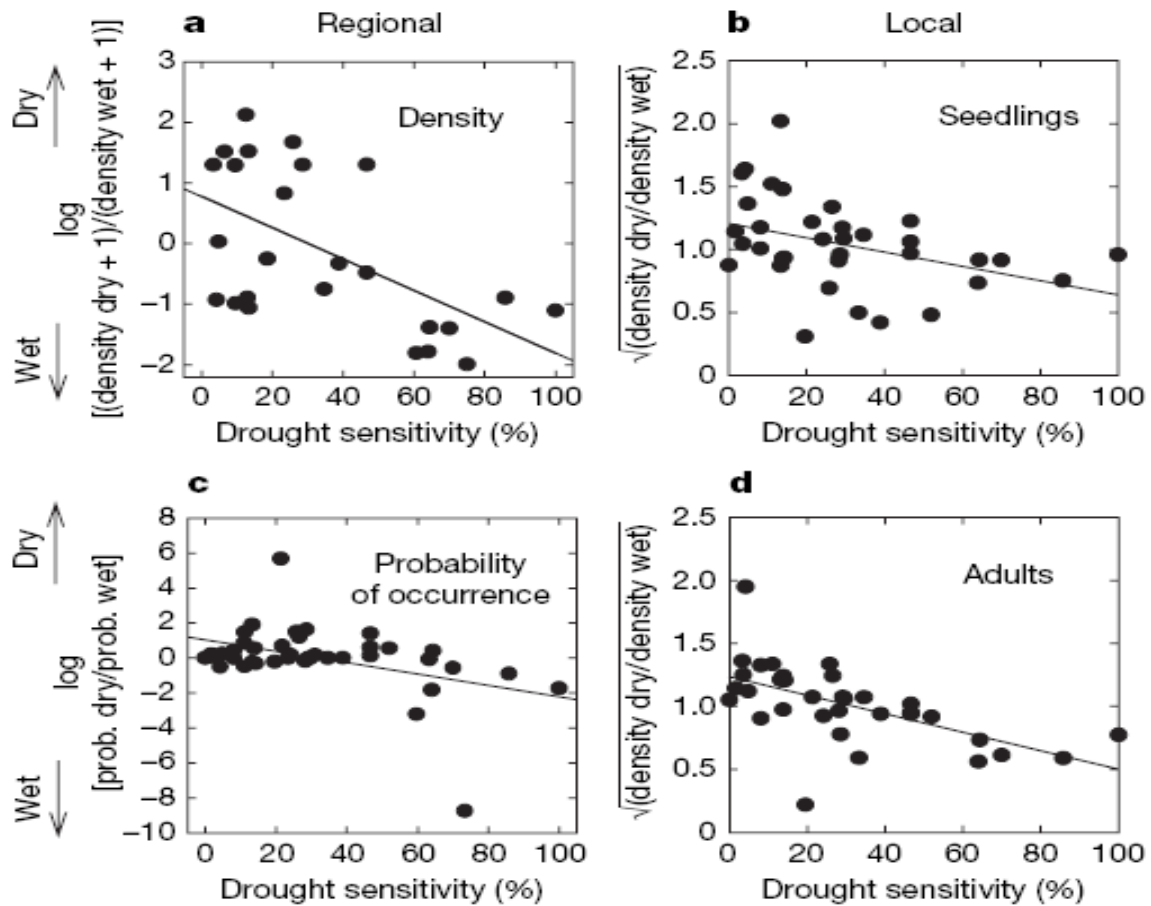 a Regional
b Local
Dry
Wet
log
[(density dry + 1)/(density wet + 1)]
3
2
1
0
−1
−2
Density
0 20 40 60 80 100
Drought sensitivity (%)
√(density dry/density wet)
2.5
2.0
1.5
1.0
0.5
0
Seedlings
0 20 40 60 80 100
Drought sensitivity (%)
c
Dry
Wet
log
[prob. dry/prob. wet]
8
6
4
2
0
−2
−4
−6
−8
−10
Probability
of occurrence
0 20 40 60 80 100
Drought sensitivity (%)
d
√(density dry/density wet)
2.5
2.0
1.5
1.0
0.5
0
Adults
0 20 40 60 80 100
Drought sensitivity (%)